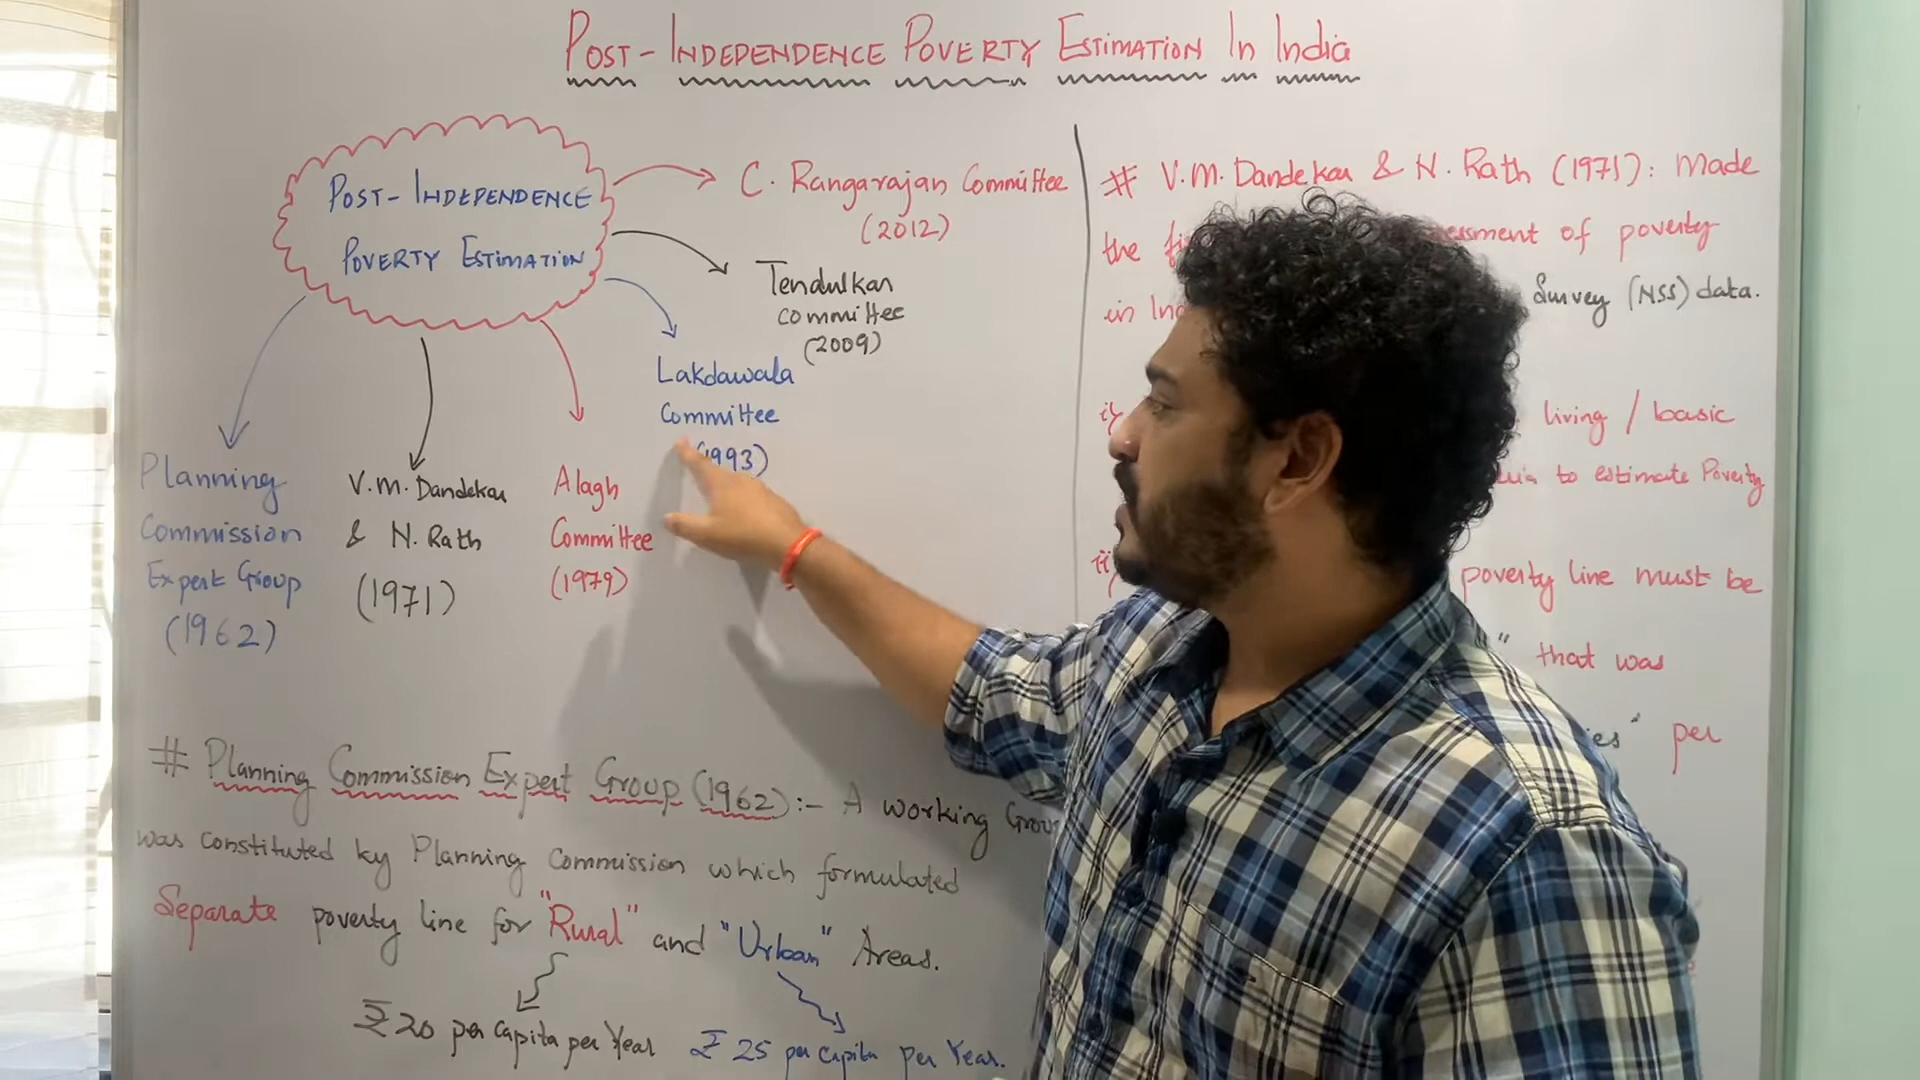 POST-INDEPENDENCE POVERTY ESTIMATION In India
POST-INDEPENDENCE
POVERTY ESTIMATION
C. Rangarajan Committee
(2012)
Tendulkar
committee
(2009)
Lakdawala
Committee
(1993)
Planning
Commission
Expert Group
(1962)
V.M. Dandekar
& N. Rath
(1971)
Alagh
Committee
(1979)
# Planning Commission Expert Group (1962):- A working Group
was constituted by Planning Commission which formulated
Separate poverty line for "Rural" and "Urban" Areas.
₹20 per capita per Year
₹ 25 per capita per Year.
# V.M. Dandekar & N. Rath (1971): Made
the
of poverty
in
Survey (NSS) data.
i)
living / basic
to estimate Poverty
ii)
poverty line must be
" that was
" per